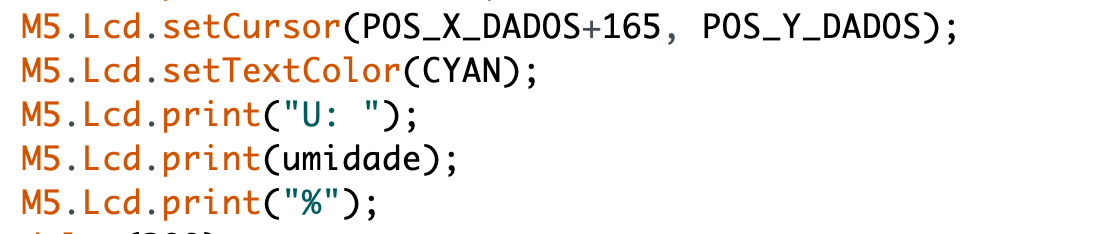 M5.Lcd.setCursor(POS_X_DADOS+165, POS_Y_DADOS);
M5.Lcd.setTextColor(CYAN);
M5.Lcd.print("U: ");
M5.Lcd.print(umidade);
M5.Lcd.print("%");